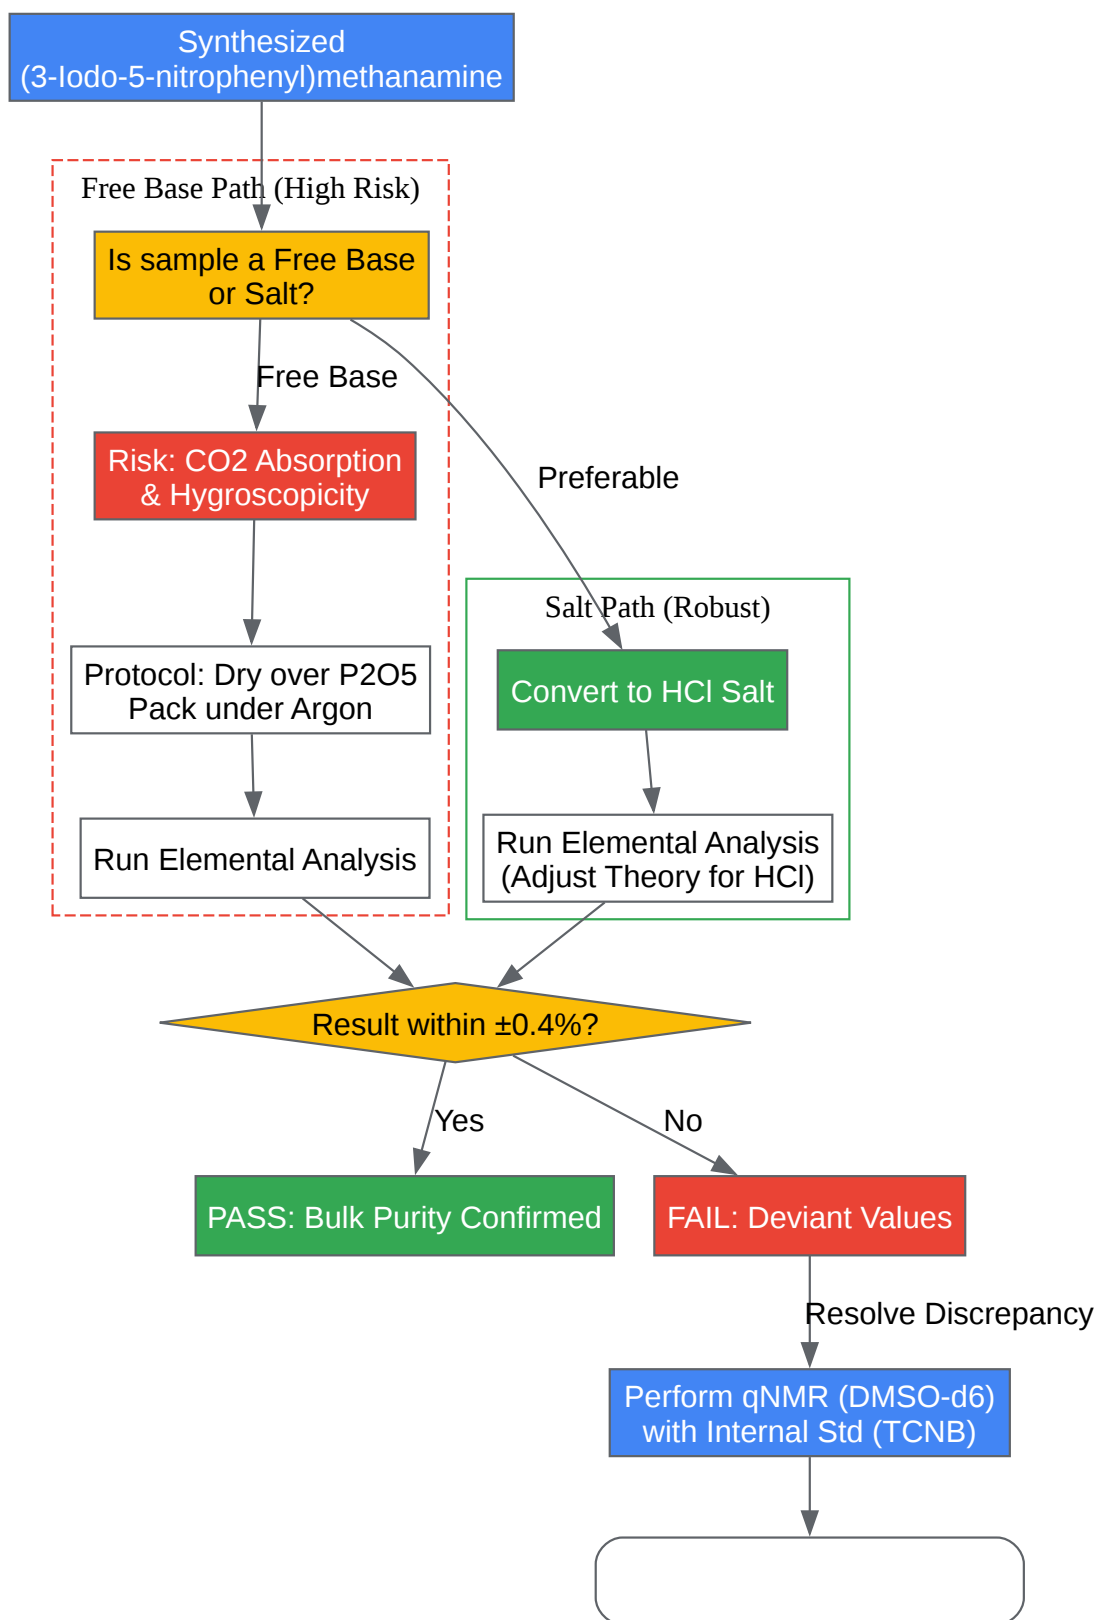 Synthesized
(3-Iodo-5-nitrophenyl)methanamine
Free Base Path (High Risk)
Is sample a Free Base
or Salt?
Free Base
Preferable
Risk: CO2 Absorption
& Hygroscopicity
Salt Path (Robust)
Protocol: Dry over P2O5
Pack under Argon
Convert to HCl Salt
Run Elemental Analysis
Run Elemental Analysis
(Adjust Theory for HCl)
Result within ±0.4%?
Yes
No
PASS: Bulk Purity Confirmed
FAIL: Deviant Values
Resolve Discrepancy
Perform qNMR (DMSO-d6)
with Internal Std (TCNB)